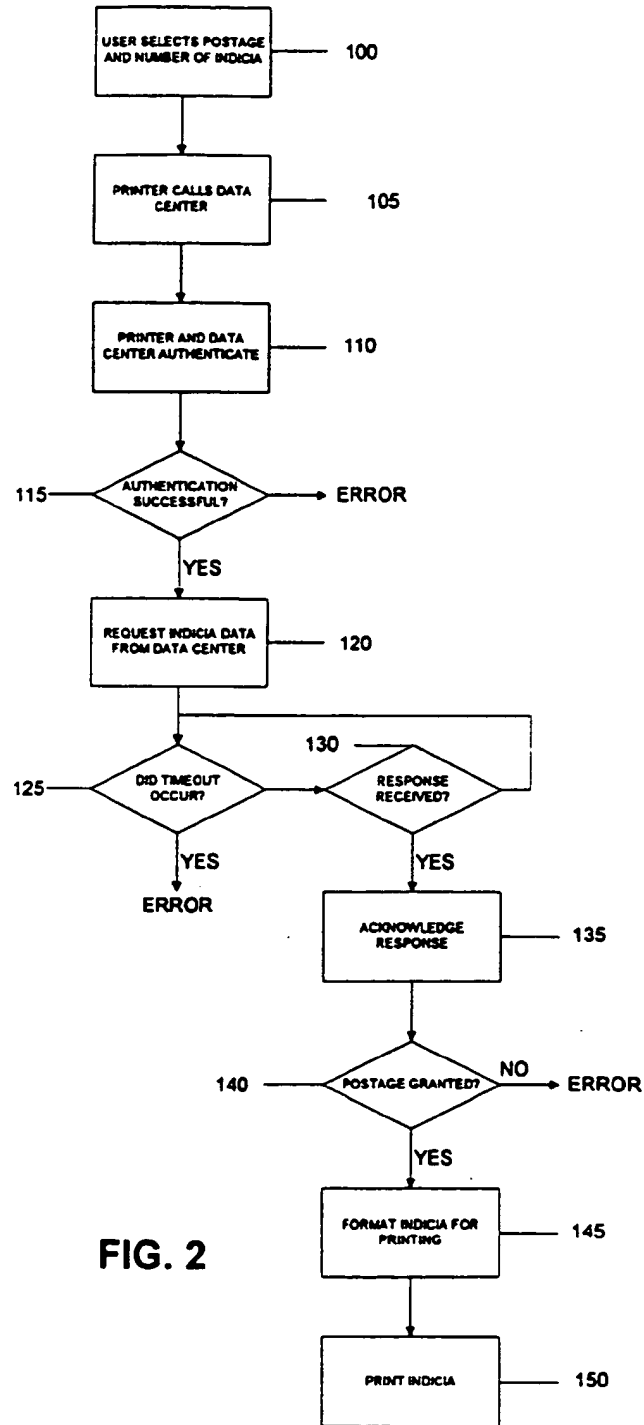 USER SELECTS POSTAGE
AND NUMBER OF INDICIA
100
PRINTER CALLS DATA
CENTER
105
PRINTER AND DATA
CENTER AUTHENTICATE
110
115
AUTHENTICATION
SUCCESSFUL?
ERROR
YES
REQUEST INDICIA DATA
FROM DATA CENTER
120
125
DID TIMEOUT
OCCUR?
130
RESPONSE
RECEIVED?
YES
ERROR
YES
ACKNOWLEDGE
RESPONSE
135
140
POSTAGE GRANTED?
NO
ERROR
YES
FORMAT INDICIA FOR
PRINTING
145
FIG. 2
PRINT INDICIA
150